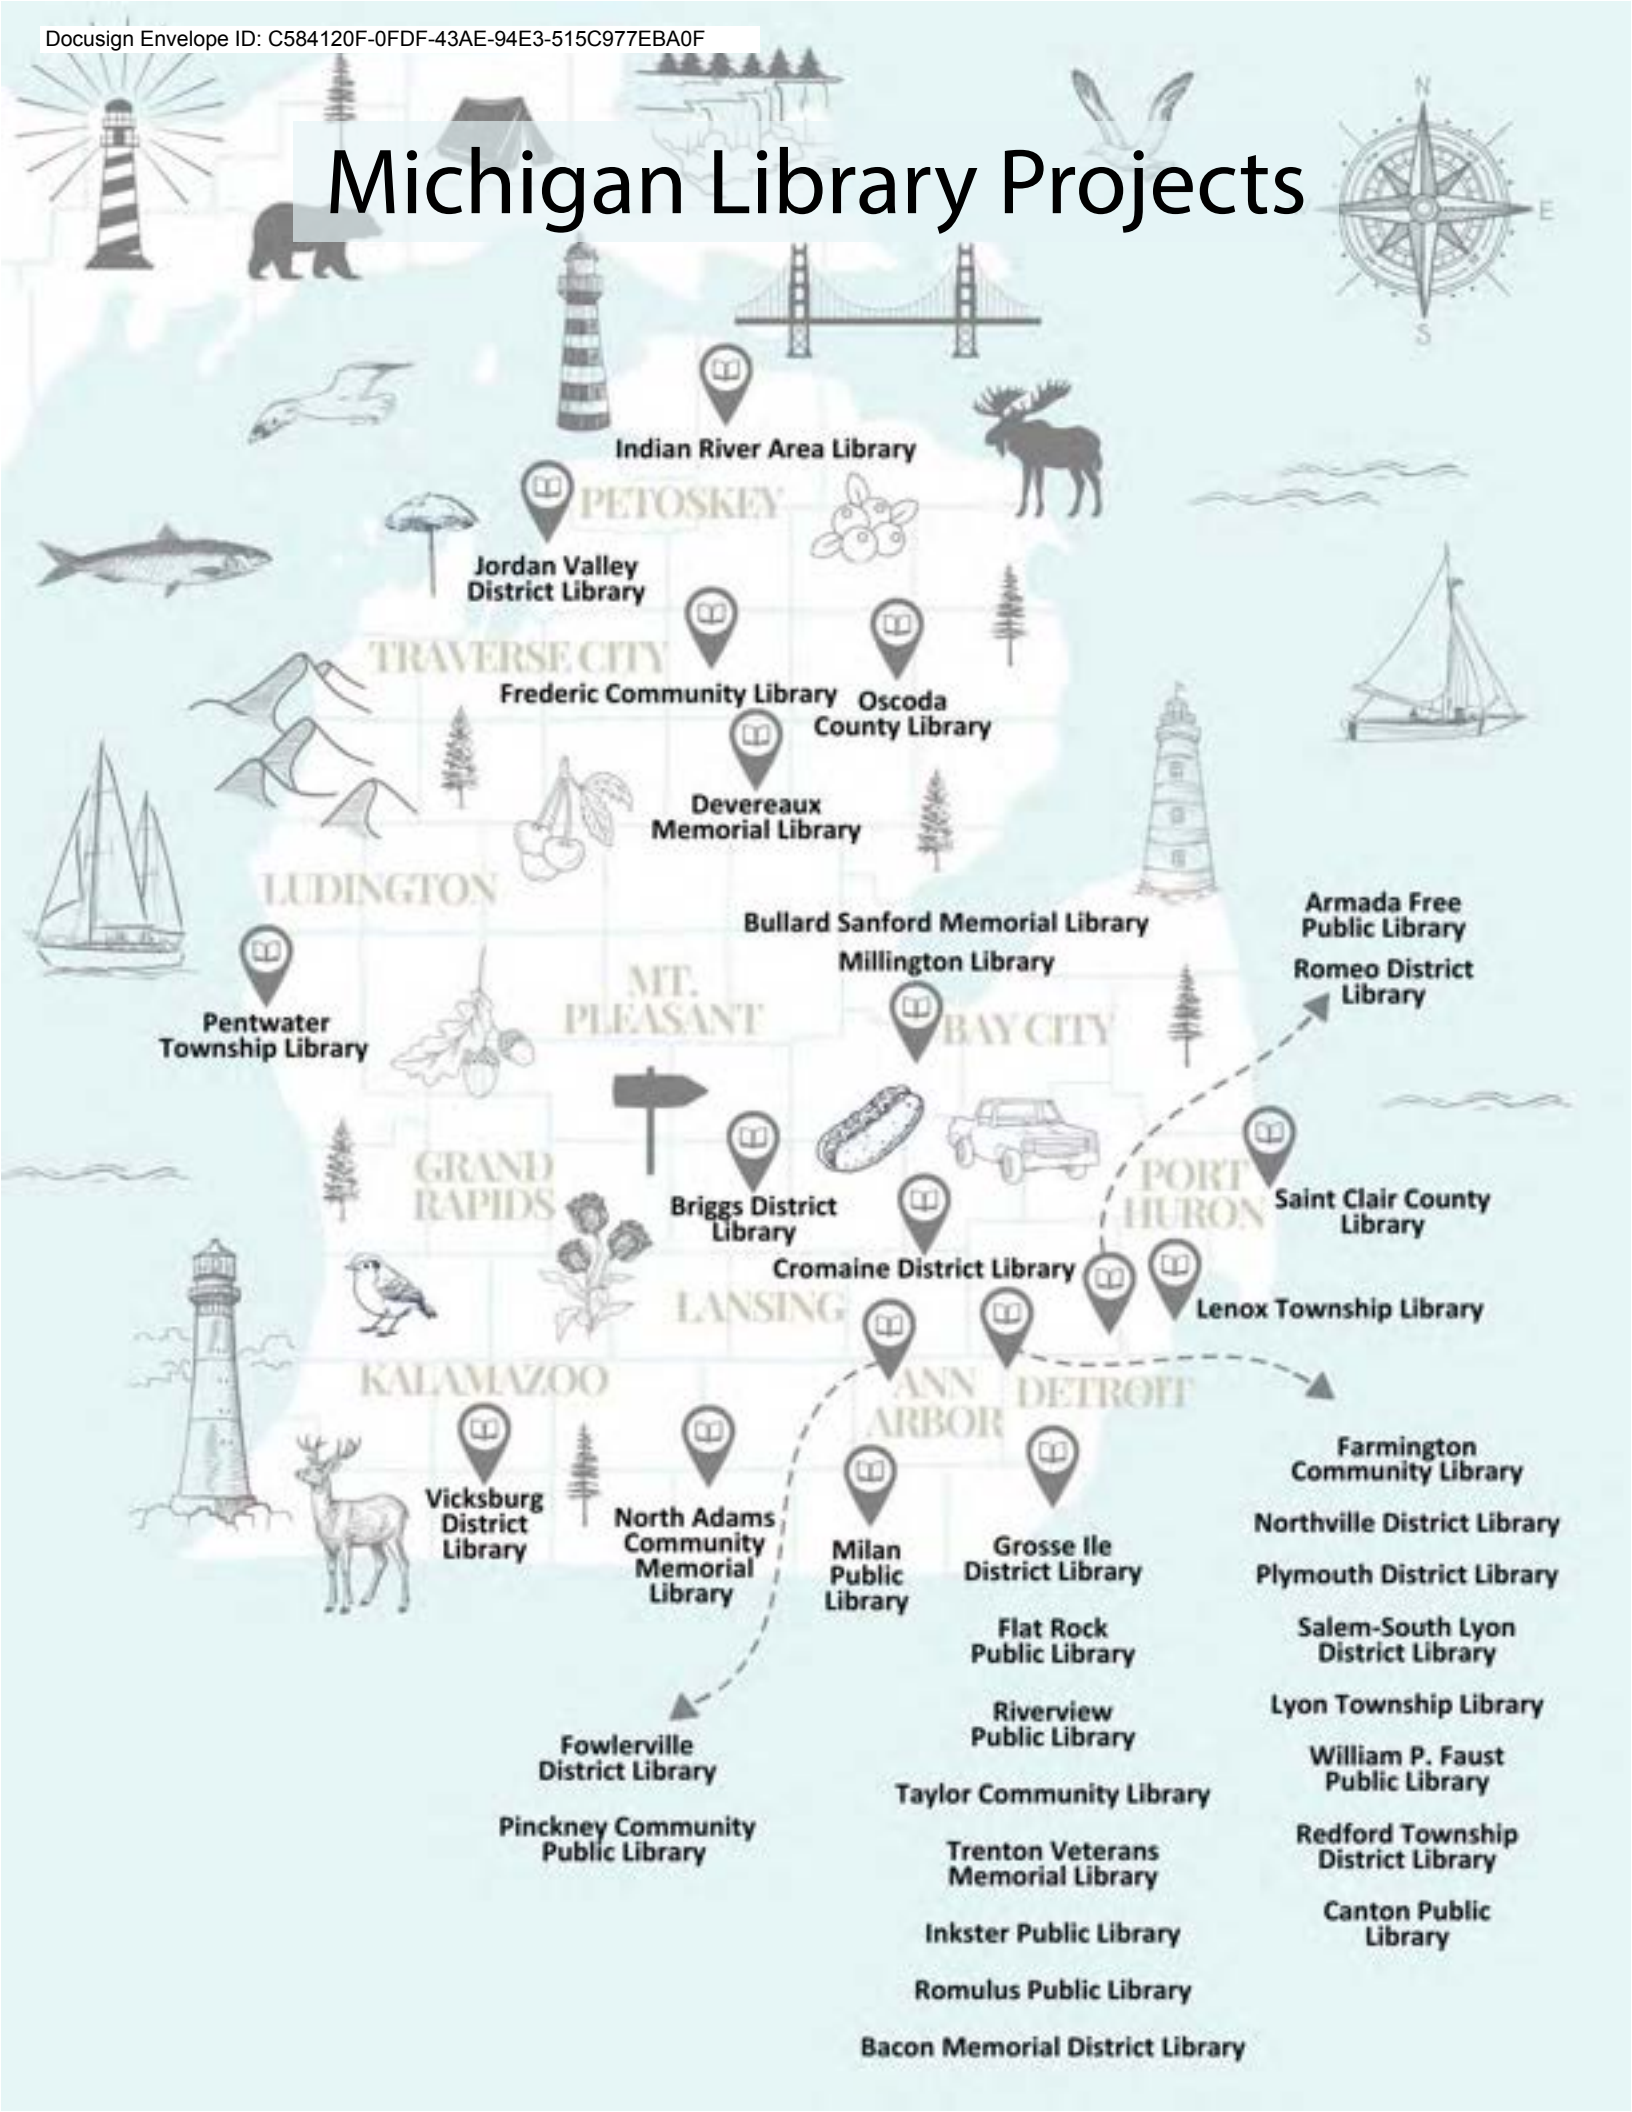 Docusign Envelope ID: C584120F-0FDF-43AE-94E3-515C977EBA0F
Michigan Library Projects
N
E
S
Indian River Area Library
PETOSKEY
Jordan Valley
District Library
TRAVERSE CITY
Frederic Community Library
Oscoda
County Library
Devereaux
Memorial Library
LUDINGTON
Bullard Sanford Memorial Library
Millington Library
Armada Free
Public Library
Romeo District
Library
Pentwater
Township Library
MT.
PLEASANT
BAY CITY
GRAND
RAPIDS
Briggs District
Library
PORT
HURON
Saint Clair County
Library
Cromaine District Library
LANSING
Lenox Township Library
KALAMAZOO
ANN
ARBOR
DETROIT
Vicksburg
District
Library
North Adams
Community
Memorial
Library
Milan
Public
Library
Grosse Ile
District Library
Flat Rock
Public Library
Riverview
Public Library
Taylor Community Library
Trenton Veterans
Memorial Library
Inkster Public Library
Romulus Public Library
Bacon Memorial District Library
Farmington
Community Library
Northville District Library
Plymouth District Library
Salem-South Lyon
District Library
Lyon Township Library
William P. Faust
Public Library
Redford Township
District Library
Canton Public
Library
Fowlerville
District Library
Pinckney Community
Public Library